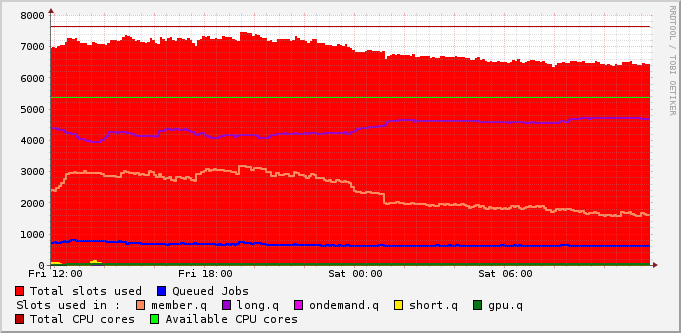 8000
7000
6000
5000
4000
3000
2000
1000
0
Fri 12:00 Fri 18:00 Sat 00:00 Sat 06:00
Total slots used Queued Jobs
Slots used in : member.q long.q ondemand.q short.q gpu.q
Total CPU cores Available CPU cores
RRDTOOL / TOBI OETIKER